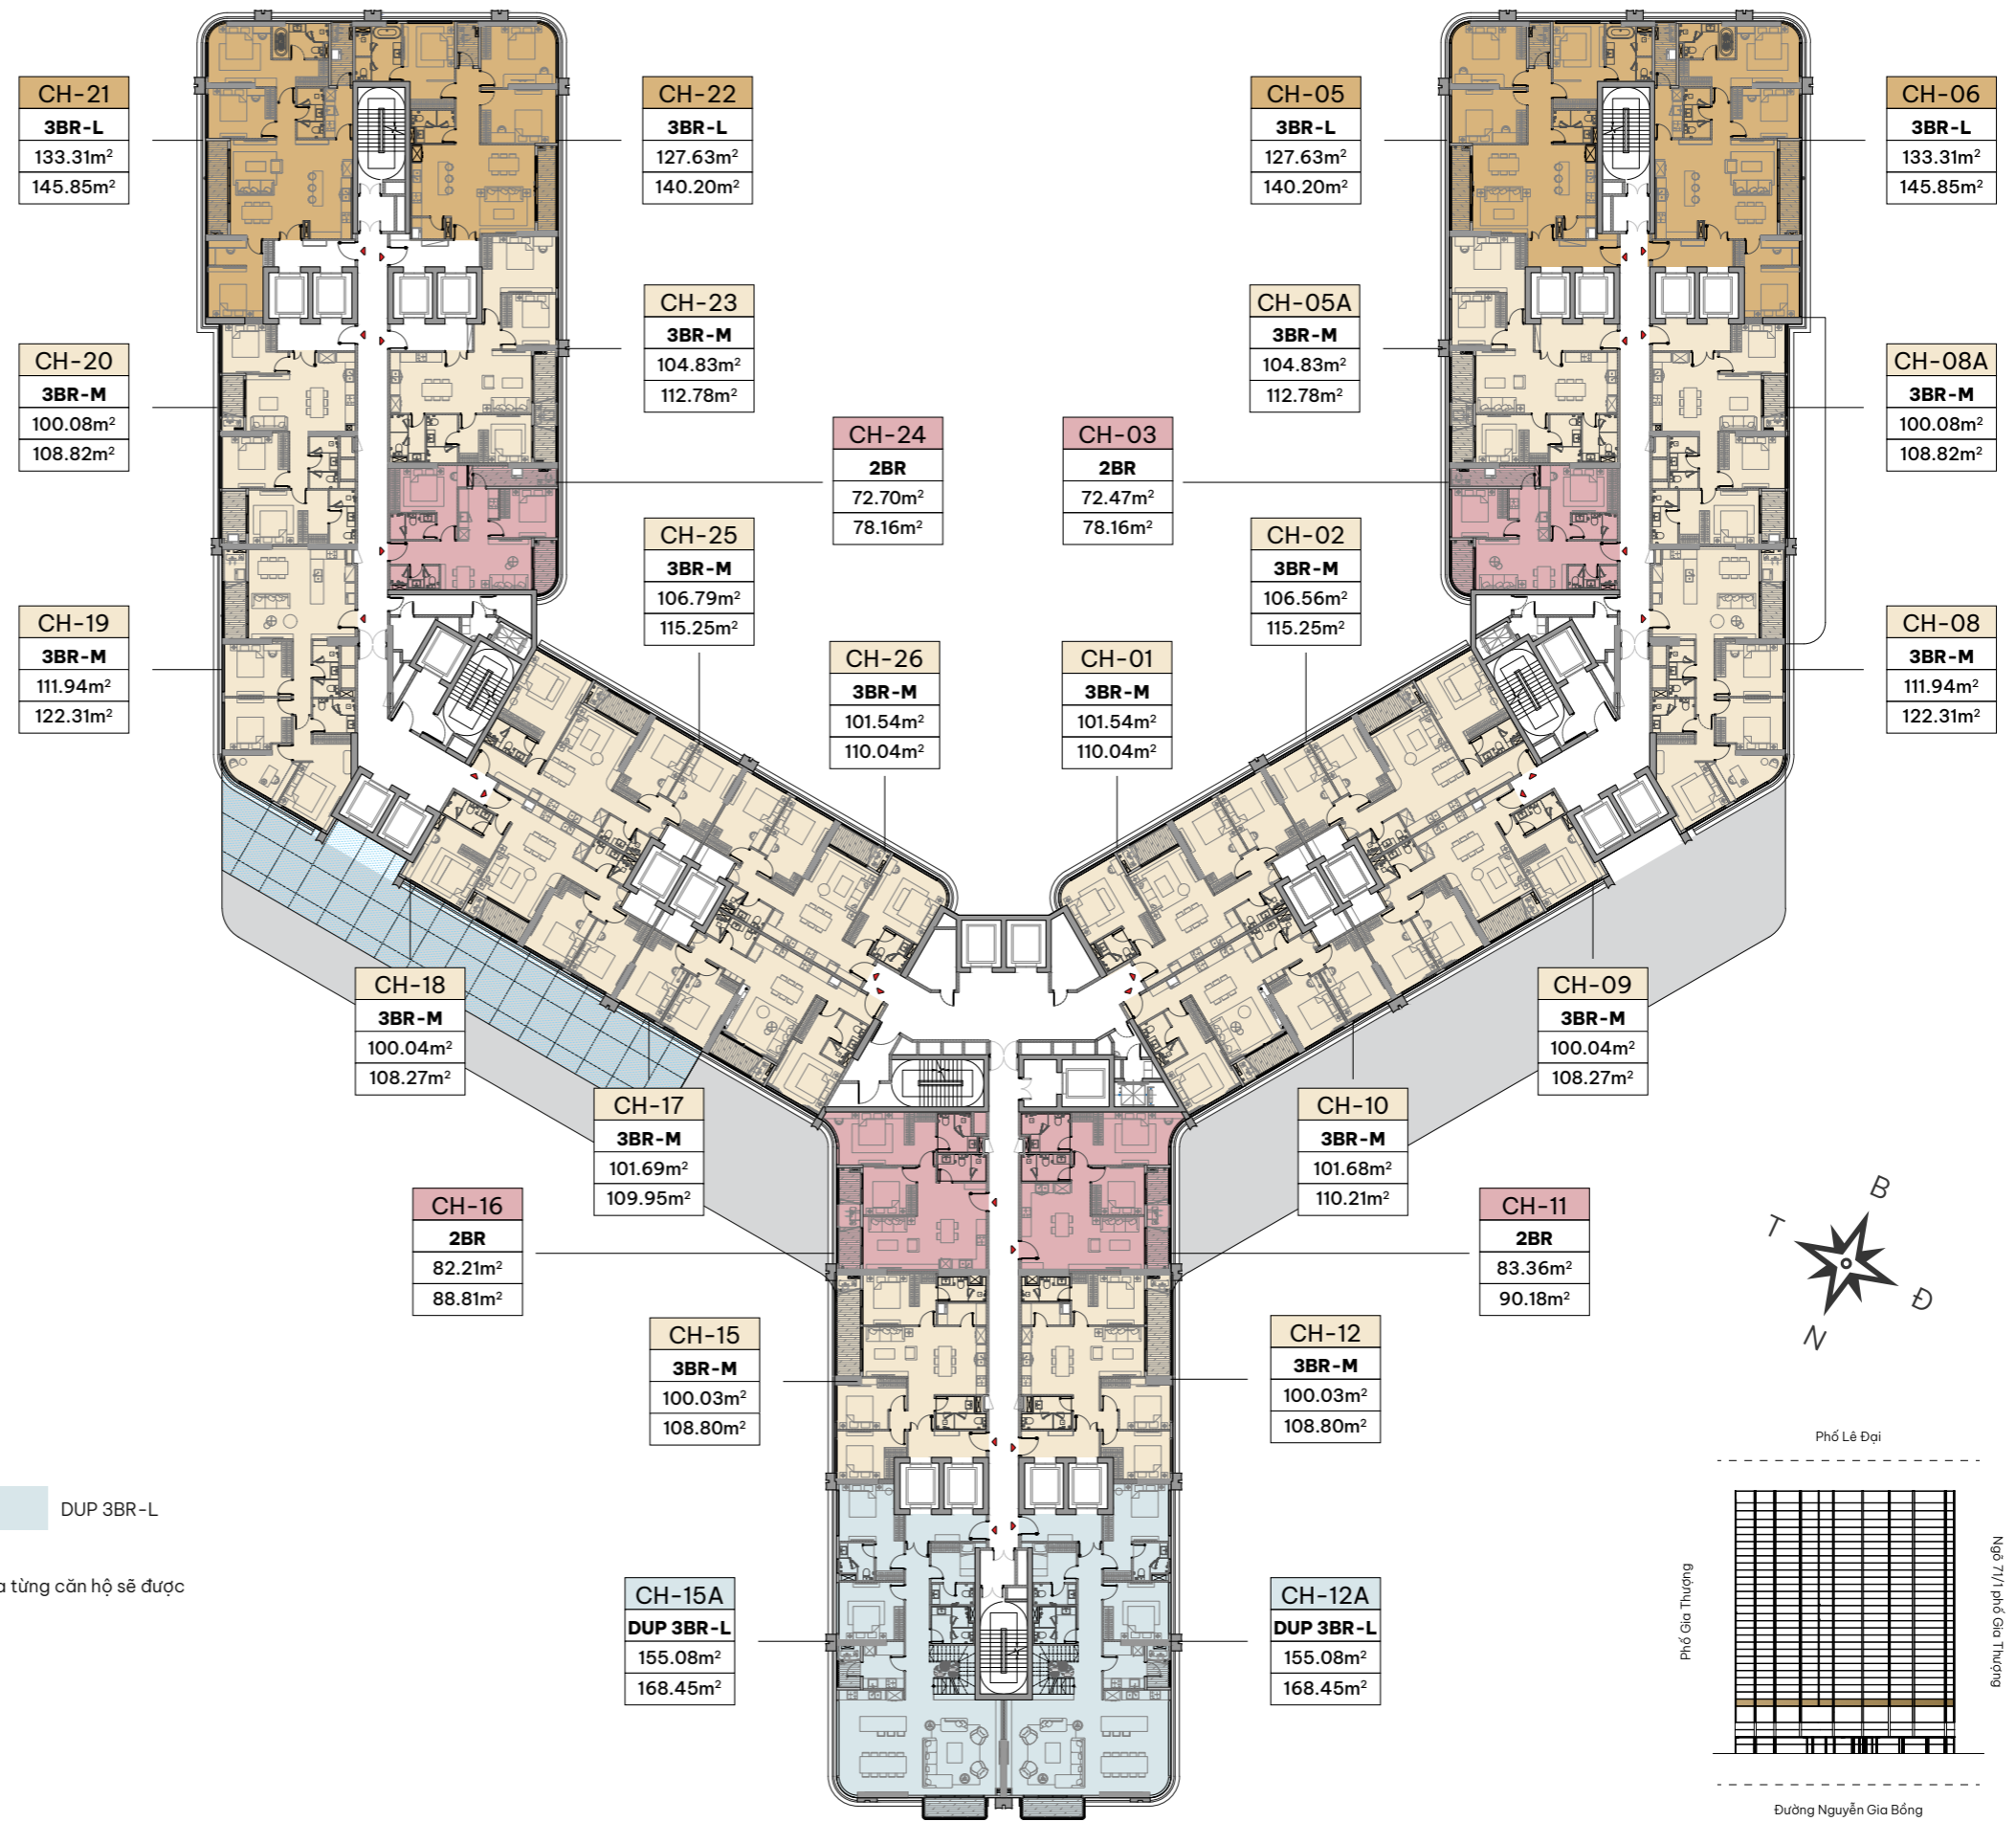 CH-21
3BR-L
133.31m²
145.85m²
CH-22
3BR-L
127.63m²
140.20m²
CH-05
3BR-L
127.63m²
140.20m²
CH-06
3BR-L
133.31m²
145.85m²
CH-20
3BR-M
100.08m²
108.82m²
CH-23
3BR-M
104.83m²
112.78m²
CH-05A
3BR-M
104.83m²
112.78m²
CH-08A
3BR-M
100.08m²
108.82m²
CH-24
2BR
72.70m²
78.16m²
CH-03
2BR
72.47m²
78.16m²
CH-19
3BR-M
111.94m²
122.31m²
CH-25
3BR-M
106.79m²
115.25m²
CH-02
3BR-M
106.56m²
115.25m²
CH-08
3BR-M
111.94m²
122.31m²
CH-26
3BR-M
101.54m²
110.04m²
CH-01
3BR-M
101.54m²
110.04m²
CH-18
3BR-M
100.04m²
108.27m²
CH-09
3BR-M
100.04m²
108.27m²
CH-17
3BR-M
101.69m²
109.95m²
CH-10
3BR-M
101.68m²
110.21m²
CH-16
2BR
82.21m²
88.81m²
CH-11
2BR
83.36m²
90.18m²
B
T
Đ
N
CH-15
3BR-M
100.03m²
108.80m²
CH-12
3BR-M
100.03m²
108.80m²
DUP 3BR-L
a từng căn hộ sẽ được
CH-15A
DUP 3BR-L
155.08m²
168.45m²
CH-12A
DUP 3BR-L
155.08m²
168.45m²
Phố Lê Đại
Phố Gia Thượng
Ngõ 71/1 phố Gia Thượng
Đường Nguyễn Gia Bồng